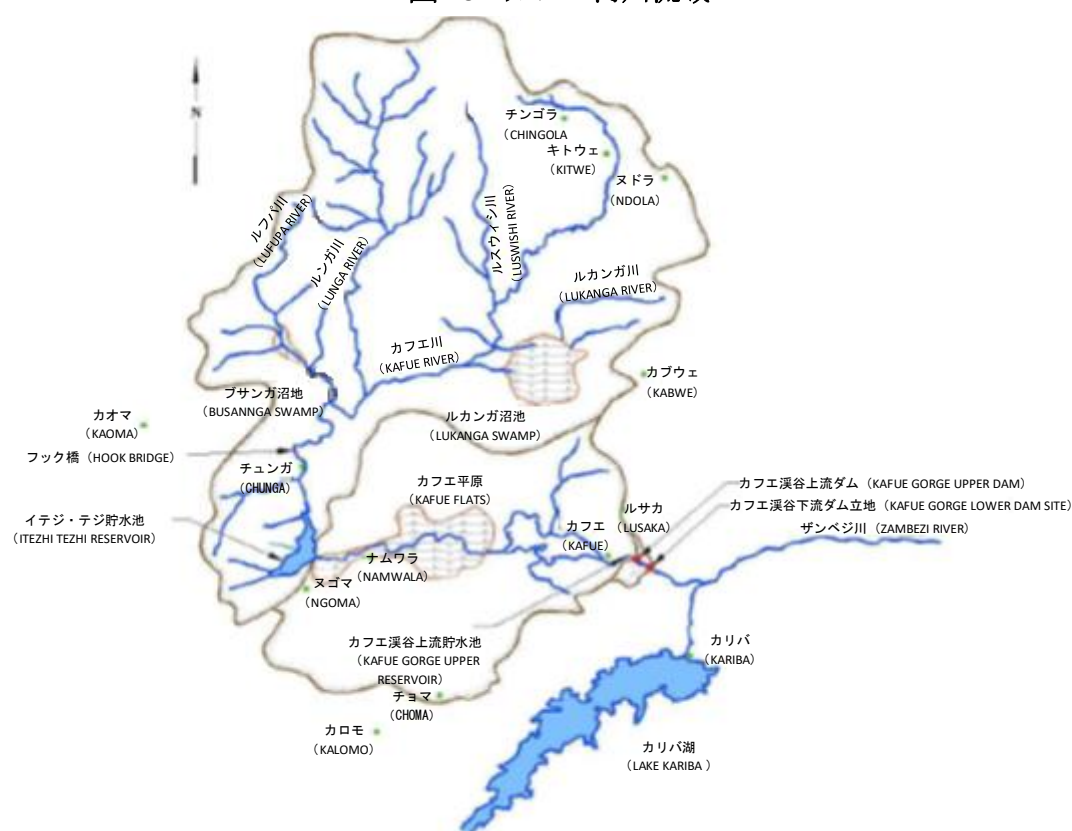 N
チンゴラ
(CHINGOLA
キトウェ
(KITWE)
ヌドラ
(NDOLA)
ルフパ川
(LUFUPA RIVER)
ルンガ川
(LUNGA RIVER)
ルスウィシ川
(LUSWISHI RIVER)
ルカンガ川
(LUKANGA RIVER)
カフエ川
(KAFUE RIVER)
カブウェ
(KABWE)
ブサンガ沼地
(BUSANNGA SWAMP)
カオマ
(KAOMA)
ルカンガ沼池
(LUKANGA SWAMP)
フック橋 (HOOK BRIDGE)
チュンガ
(CHUNGA)
カフエ平原
(KAFUE FLATS)
カフエ渓谷上流ダム (KAFUE GORGE UPPER DAM)
カフエ渓谷下流ダム立地 (KAFUE GORGE LOWER DAM SITE)
ザンベジ川 (ZAMBEZI RIVER)
ルサカ
(LUSAKA)
イテジ・テジ貯水池
(ITEZHI TEZHI RESERVOIR)
カフエ
(KAFUE)
ナムワラ
(NAMWALA)
ヌゴマ
(NGOMA)
カフエ渓谷上流貯水池
(KAFUE GORGE UPPER
RESERVOIR)
カリバ
(KARIBA)
チョマ
(CHOMA)
カロモ
(KALOMO)
カリバ湖
(LAKE KARIBA )